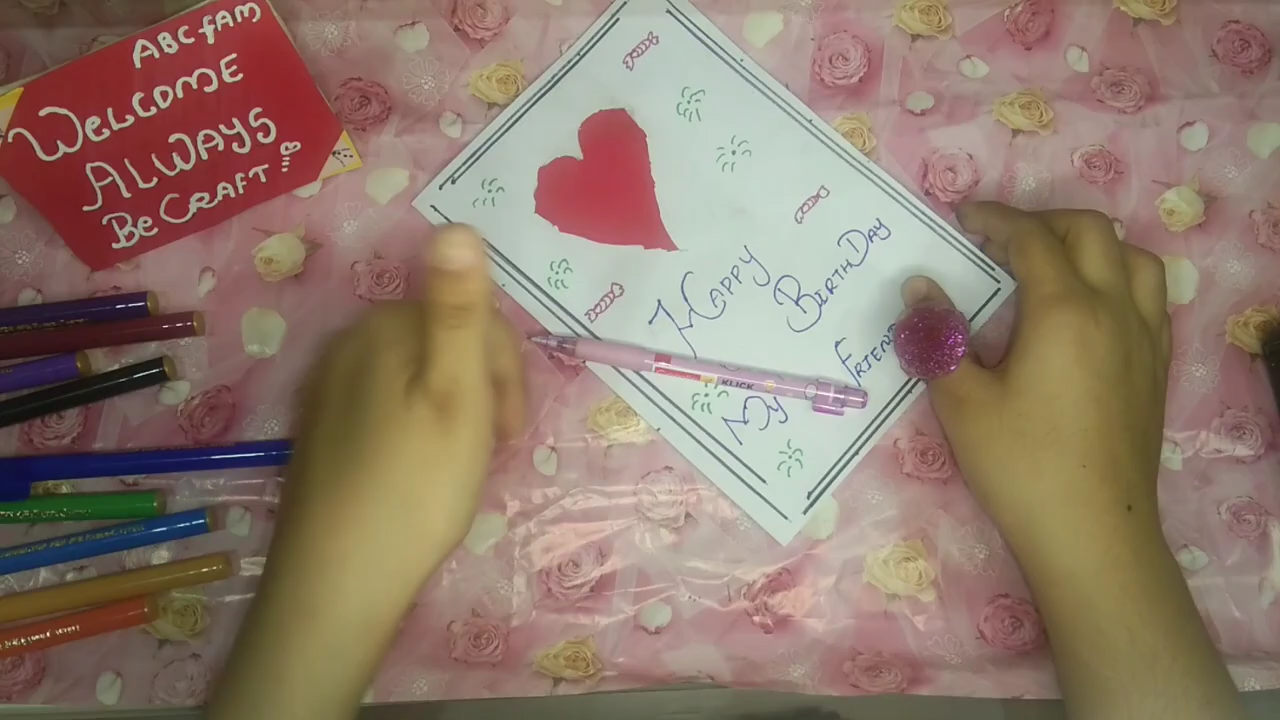 ABC fAM
WELCOME
ALWAYS
BE CRAFT
HAPPY
BIRTHDAY
MY FRIEND
KLICK